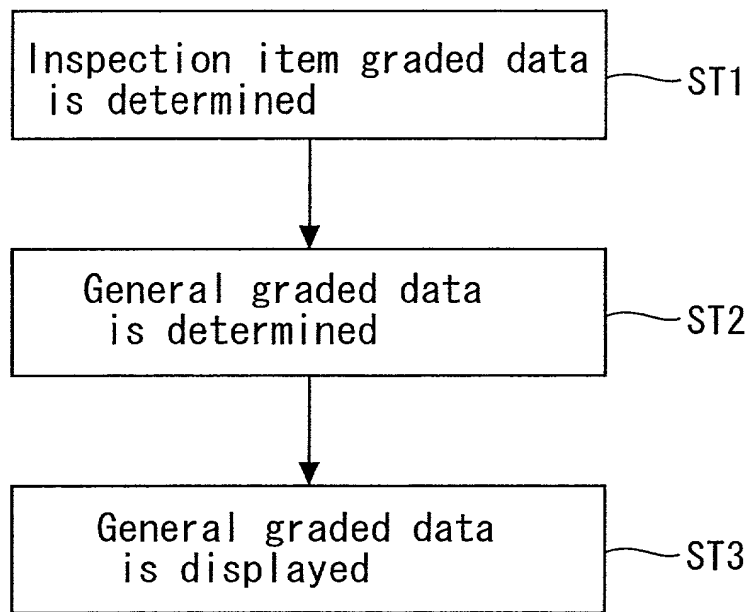 Inspection item graded data
is determined
ST1
General graded data
is determined
ST2
General graded data
is displayed
ST3